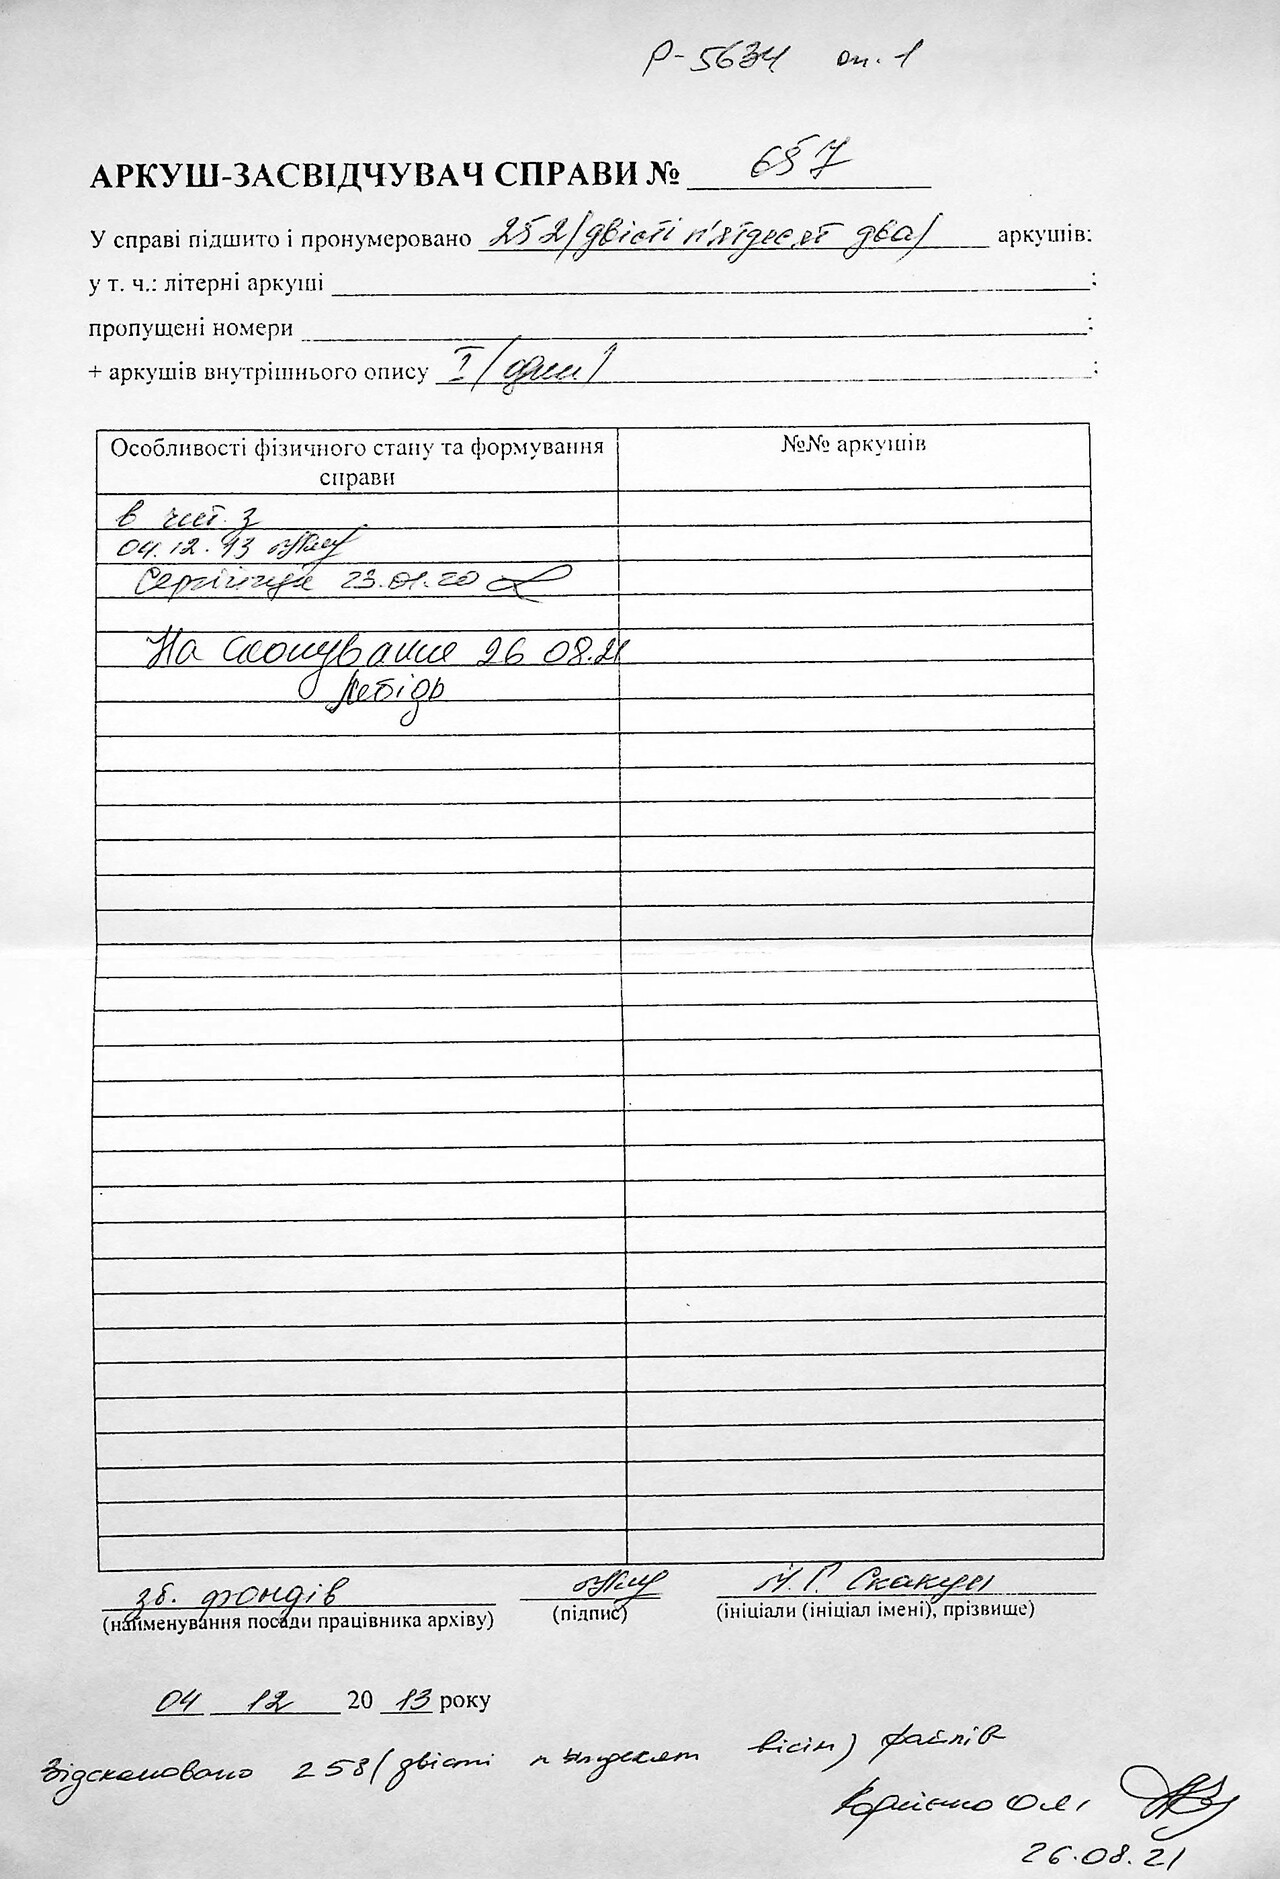 Р-5634 оп. 1
АРКУШ-ЗАСВІДЧУВАЧ СПРАВИ № 657
У справі підшито і пронумеровано 252 /двісті п'ятдесят два/ аркушів:
у т. ч.: літерні аркуші ;
пропущені номери ;
+ аркушів внутрішнього опису 1 /один/ ;
Особливості фізичного стану та формування справи
№№ аркушів
в чит. з
04.12.13
23.01.20
На сканування 26 08.21
Лебідь
зб. фондів М.Г. Скакун
(найменування посади працівника архіву) (підпис) (ініціали (ініціал імені), прізвище)
04 12 20 13 року
Відскановано 258 (двісті п'ятдесят вісім) файлів
26.08.21